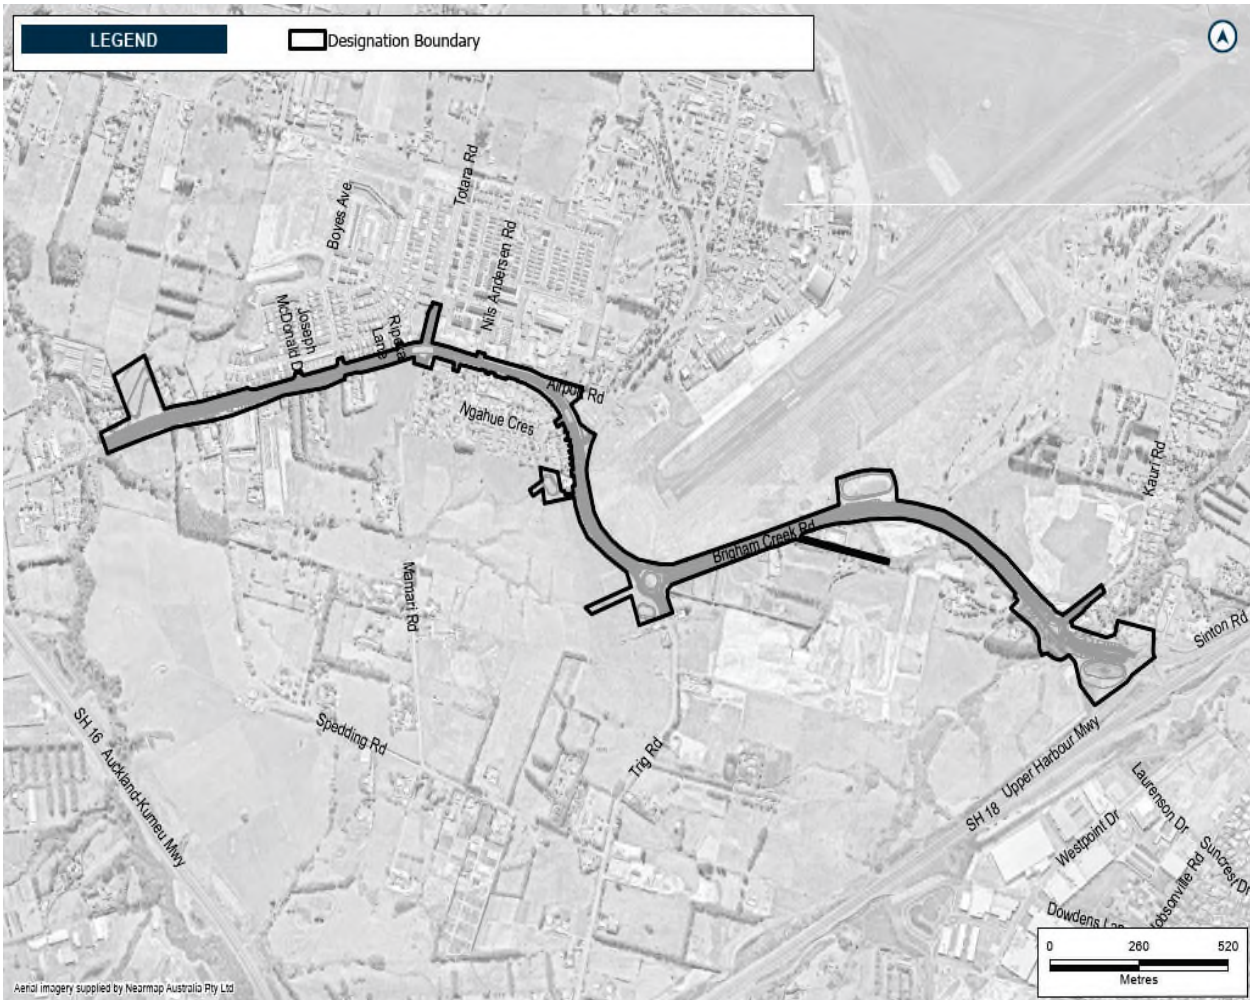 LEGEND
Designation Boundary
Totara Rd
Boyes Ave
Nils Andersen Rd
Joseph
McDonald D
Lane
Airport Rd
Ngahue Cres
Kauri Rd
Brigham Creek Rd
Mamari Rd
Sinton Rd
SH 16 Auckland-Kumeu Mwy
Spedding Rd
Trig Rd
SH 18 Upper Harbour Mwy
Laurenson Dr
Westpoint Dr
Suncrest Dr
obsonville Rd
Dowdens La
0 260 520
Metres
Aerial imagery supplied by Nearmap Australia Pty Ltd